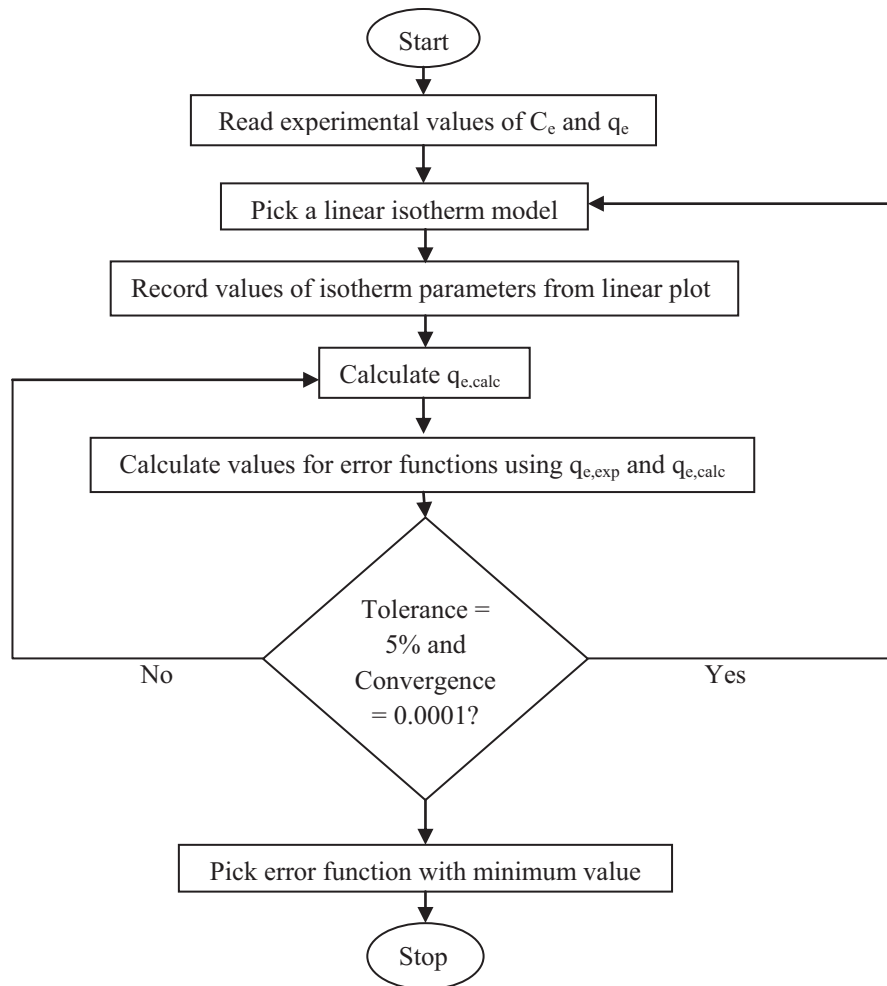 Start
Read experimental values of Cₑ and qₑ
Pick a linear isotherm model
Record values of isotherm parameters from linear plot
Calculate qₑ,calc
Calculate values for error functions using qₑ,exp and qₑ,calc
Tolerance =
5% and
Convergence
= 0.0001?
No
Yes
Pick error function with minimum value
Stop